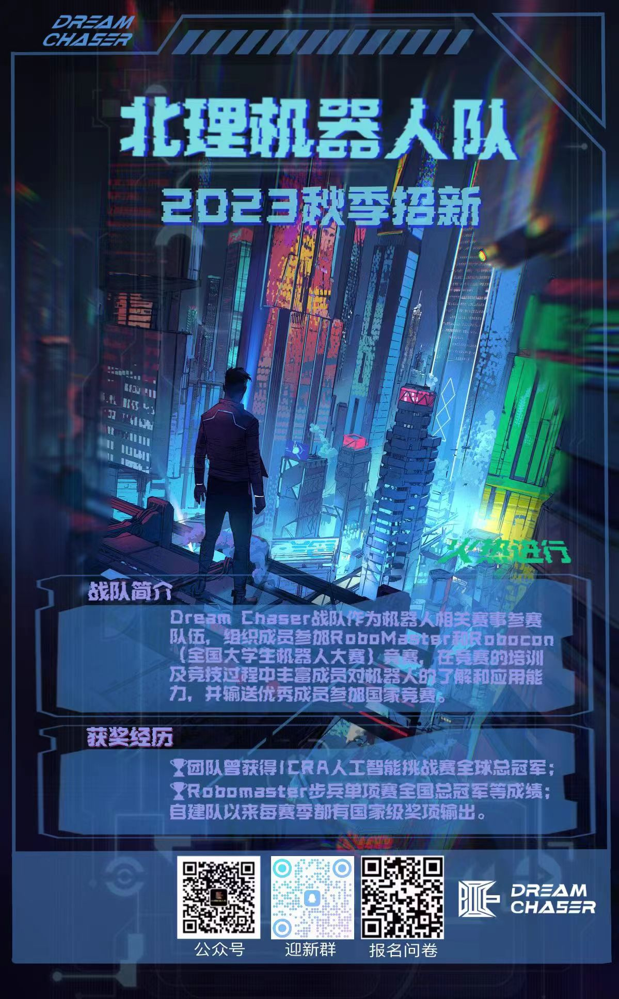 DREAM
CHASER
北理机器人队
2023秋季招新
火热进行
战队简介
Dream Chaser战队作为机器人相关赛事参赛
队伍，组织成员参加RoboMaster和Robocon
（全国大学生机器人大赛）竞赛，在竞赛的培训
及竞技过程中丰富成员对机器人的了解和应用能
力，并输送优秀成员参加国家竞赛。
获奖经历
🏆团队曾获得ICRA人工智能挑战赛全球总冠军；
🏆Robomaster步兵单项赛全国总冠军等成绩；
自建队以来每赛季都有国家级奖项输出。
公众号
迎新群
报名问卷
DREAM
CHASER